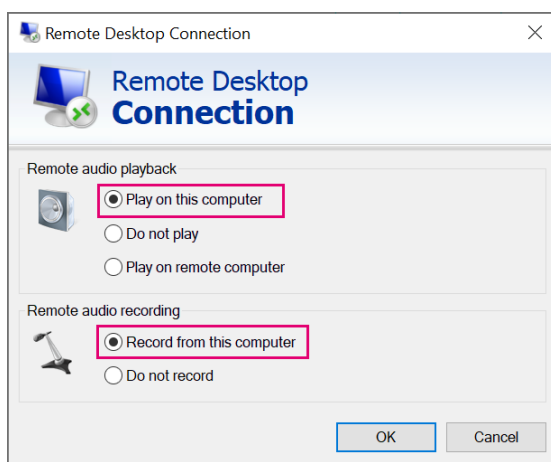 Remote Desktop Connection
Remote Desktop
Connection
Remote audio playback
Play on this computer
Do not play
Play on remote computer
Remote audio recording
Record from this computer
Do not record
OK Cancel